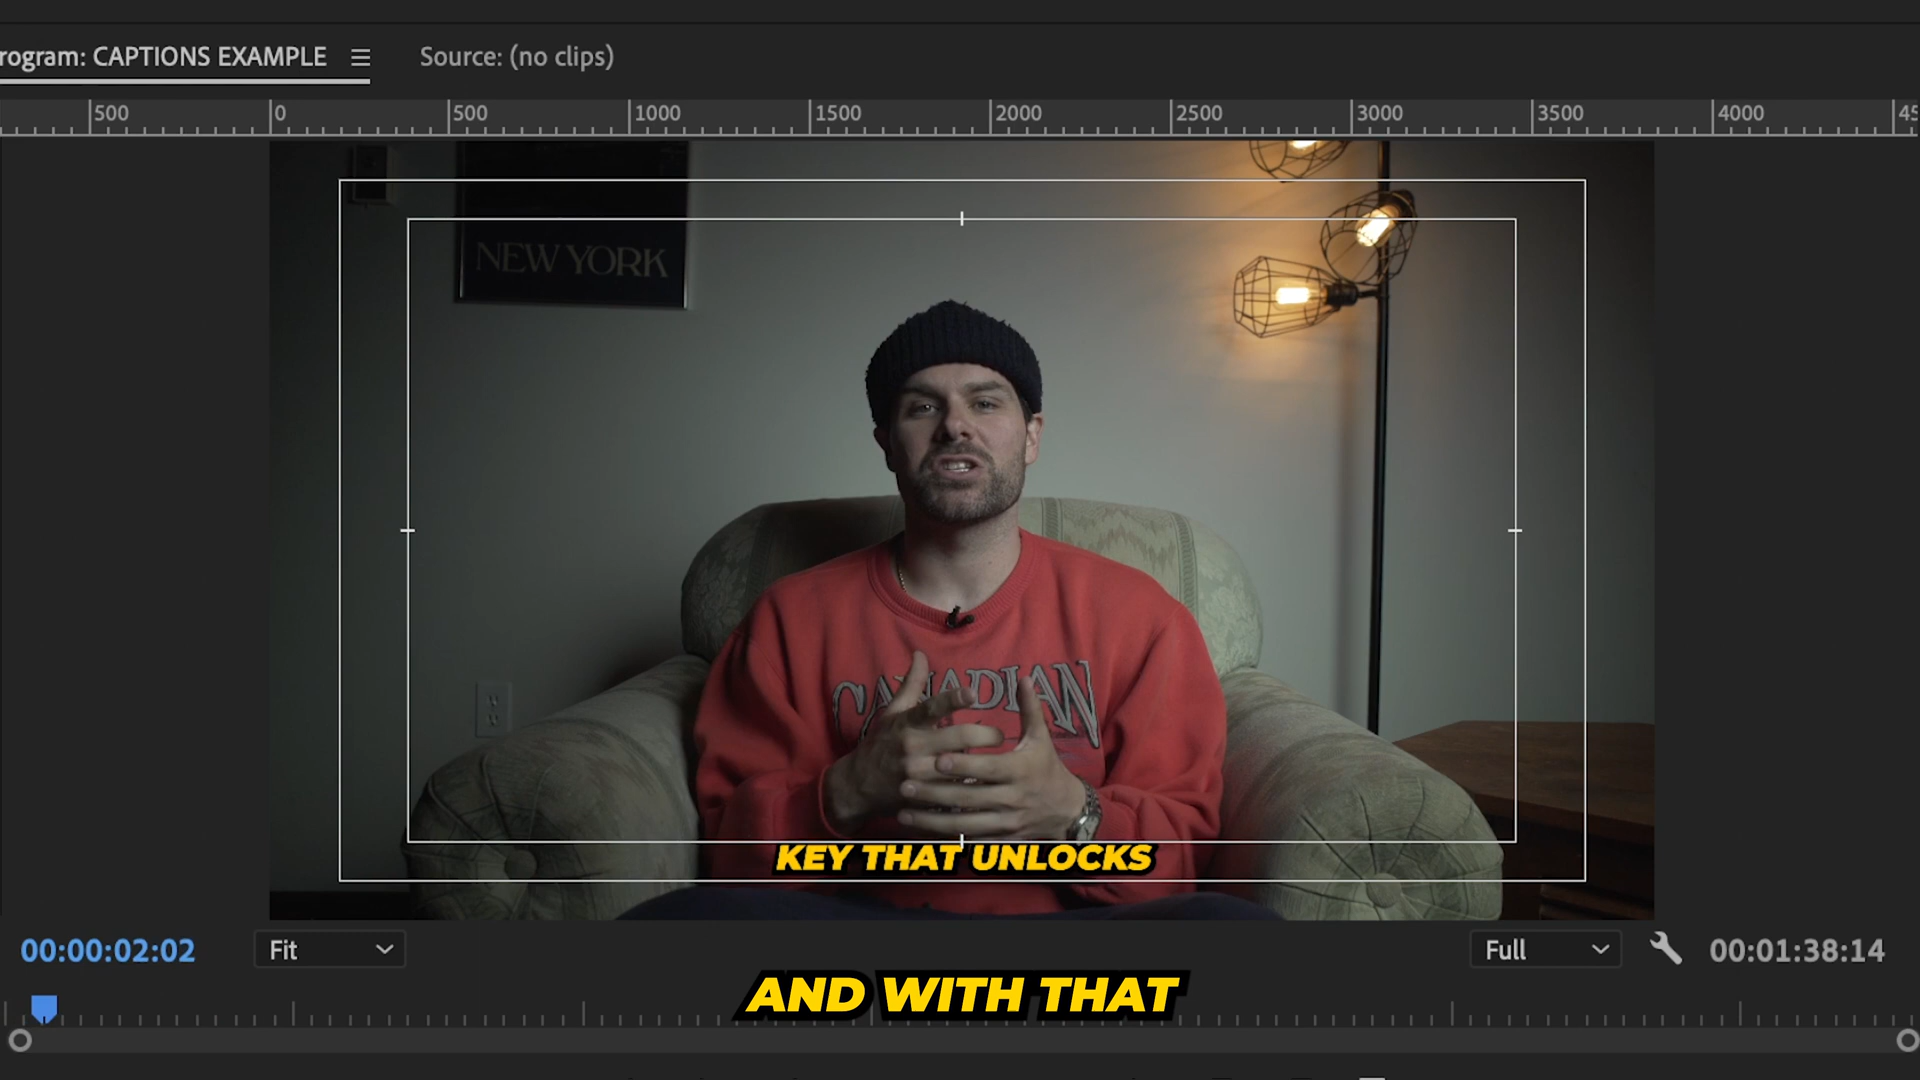 rogram: CAPTIONS EXAMPLE Source: (no clips)
500 0 500 1000 1500 2000 2500 3000 3500 4000 45
NEW YORK
CANADIAN
KEY THAT UNLOCKS
00:00:02:02 Fit Full 00:01:38:14
AND WITH THAT